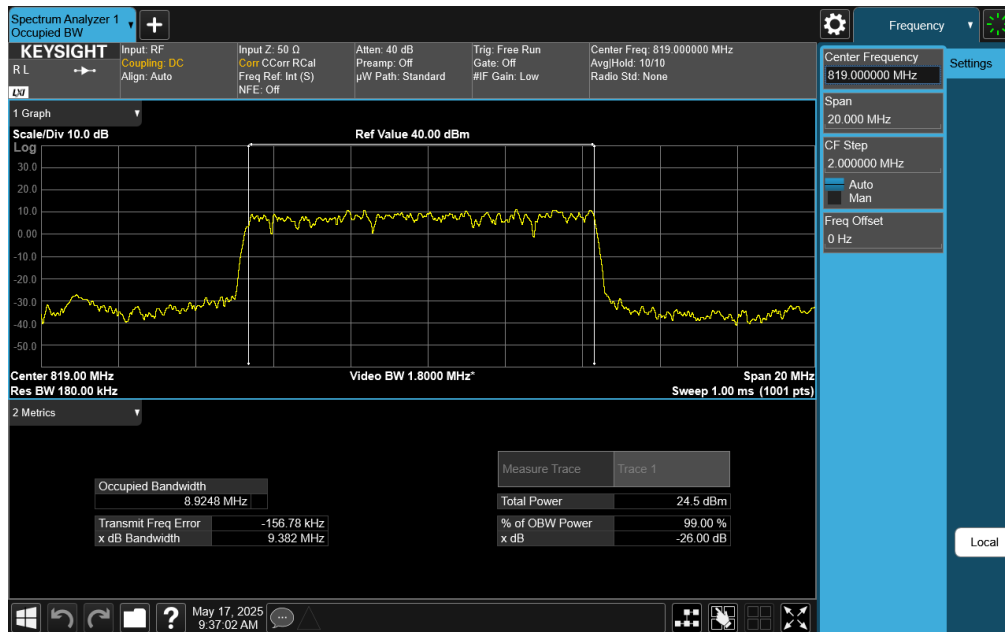 Spectrum Analyzer 1
Occupied BW
Frequency
KEYSIGHT
R L
LXI
Input: RF
Coupling: DC
Align: Auto
Input Z: 50 Ω
Corr CCorr RCal
Freq Ref: Int (S)
NFE: Off
Atten: 40 dB
Preamp: Off
µW Path: Standard
Trig: Free Run
Gate: Off
#IF Gain: Low
Center Freq: 819.000000 MHz
Avg|Hold: 10/10
Radio Std: None
Center Frequency
819.000000 MHz
Settings
Span
20.000 MHz
CF Step
2.000000 MHz
Auto
Man
Freq Offset
0 Hz
Local
1 Graph
Scale/Div 10.0 dB
Ref Value 40.00 dBm
Log
30.0
20.0
10.0
0.00
-10.0
-20.0
-30.0
-40.0
-50.0
Center 819.00 MHz
Video BW 1.8000 MHz*
Span 20 MHz
Res BW 180.00 kHz
Sweep 1.00 ms (1001 pts)
2 Metrics
Measure Trace
Trace 1
Occupied Bandwidth
8.9248 MHz
Total Power
24.5 dBm
Transmit Freq Error
-156.78 kHz
% of OBW Power
99.00 %
x dB Bandwidth
9.382 MHz
x dB
-26.00 dB
?
May 17, 2025
9:37:02 AM